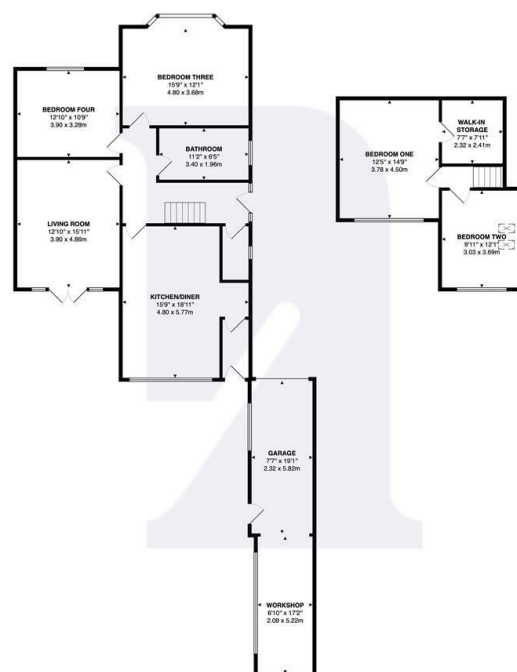 BEDROOM THREE
15'9" x 12'1"
4.80 x 3.68m
BEDROOM FOUR
12'10" x 10'9"
3.90 x 3.28m
BATHROOM
11'2" x 6'5"
3.40 x 1.96m
LIVING ROOM
12'10" x 15'11"
3.90 x 4.86m
KITCHEN/DINER
15'9" x 18'11"
4.80 x 5.77m
GARAGE
7'7" x 19'1"
2.32 x 5.82m
WORKSHOP
6'10" x 17'2"
2.09 x 5.22m
BEDROOM ONE
12'5" x 14'9"
3.78 x 4.50m
WALK-IN
STORAGE
7'7" x 7'11"
2.32 x 2.41m
BEDROOM TWO
9'11" x 12'1"
3.03 x 3.69m